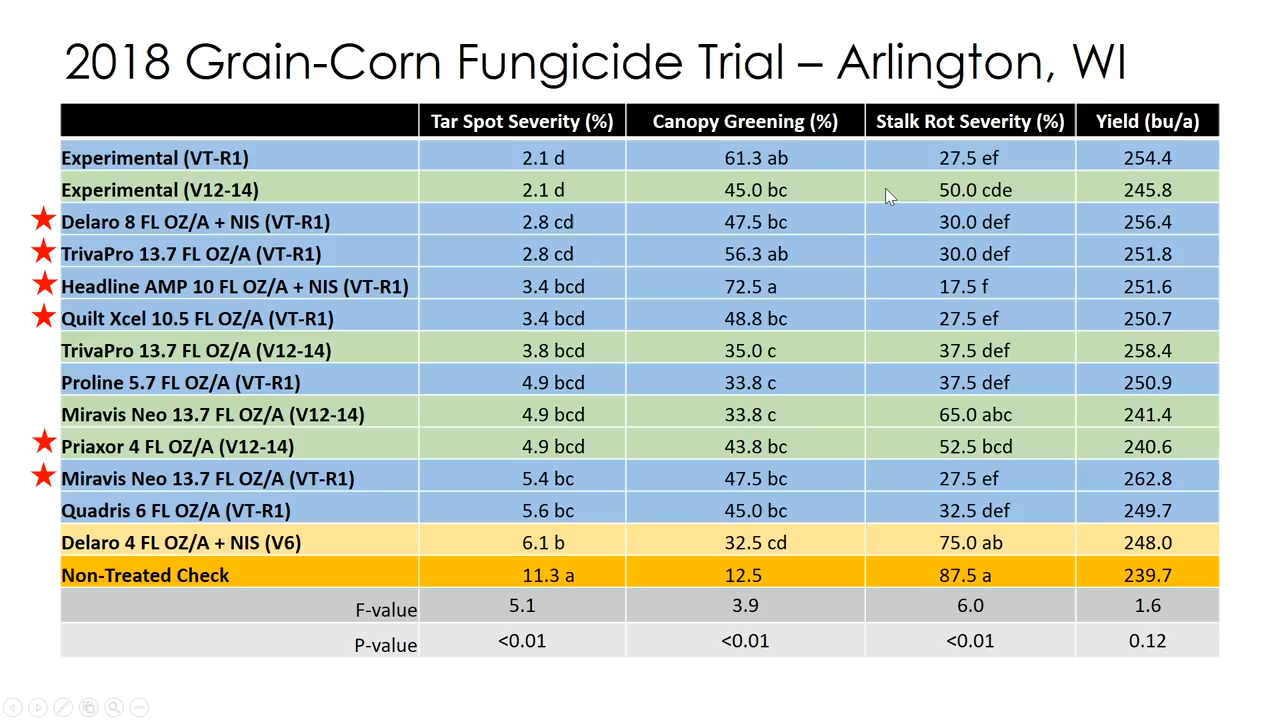 2018 Grain-Corn Fungicide Trial – Arlington, WI
Tar Spot Severity (%) Canopy Greening (%) Stalk Rot Severity (%) Yield (bu/a)
Experimental (VT-R1) 2.1 d 61.3 ab 27.5 ef 254.4
Experimental (V12-14) 2.1 d 45.0 bc 50.0 cde 245.8
Delaro 8 FL OZ/A + NIS (VT-R1) 2.8 cd 47.5 bc 30.0 def 256.4
TrivaPro 13.7 FL OZ/A (VT-R1) 2.8 cd 56.3 ab 30.0 def 251.8
Headline AMP 10 FL OZ/A + NIS (VT-R1) 3.4 bcd 72.5 a 17.5 f 251.6
Quilt Xcel 10.5 FL OZ/A (VT-R1) 3.4 bcd 48.8 bc 27.5 ef 250.7
TrivaPro 13.7 FL OZ/A (V12-14) 3.8 bcd 35.0 c 37.5 def 258.4
Proline 5.7 FL OZ/A (VT-R1) 4.9 bcd 33.8 c 37.5 def 250.9
Miravis Neo 13.7 FL OZ/A (V12-14) 4.9 bcd 33.8 c 65.0 abc 241.4
Priaxor 4 FL OZ/A (V12-14) 4.9 bcd 43.8 bc 52.5 bcd 240.6
Miravis Neo 13.7 FL OZ/A (VT-R1) 5.4 bc 47.5 bc 27.5 ef 262.8
Quadris 6 FL OZ/A (VT-R1) 5.6 bc 45.0 bc 32.5 def 249.7
Delaro 4 FL OZ/A + NIS (V6) 6.1 b 32.5 cd 75.0 ab 248.0
Non-Treated Check 11.3 a 12.5 87.5 a 239.7
F-value 5.1 3.9 6.0 1.6
P-value <0.01 <0.01 <0.01 0.12